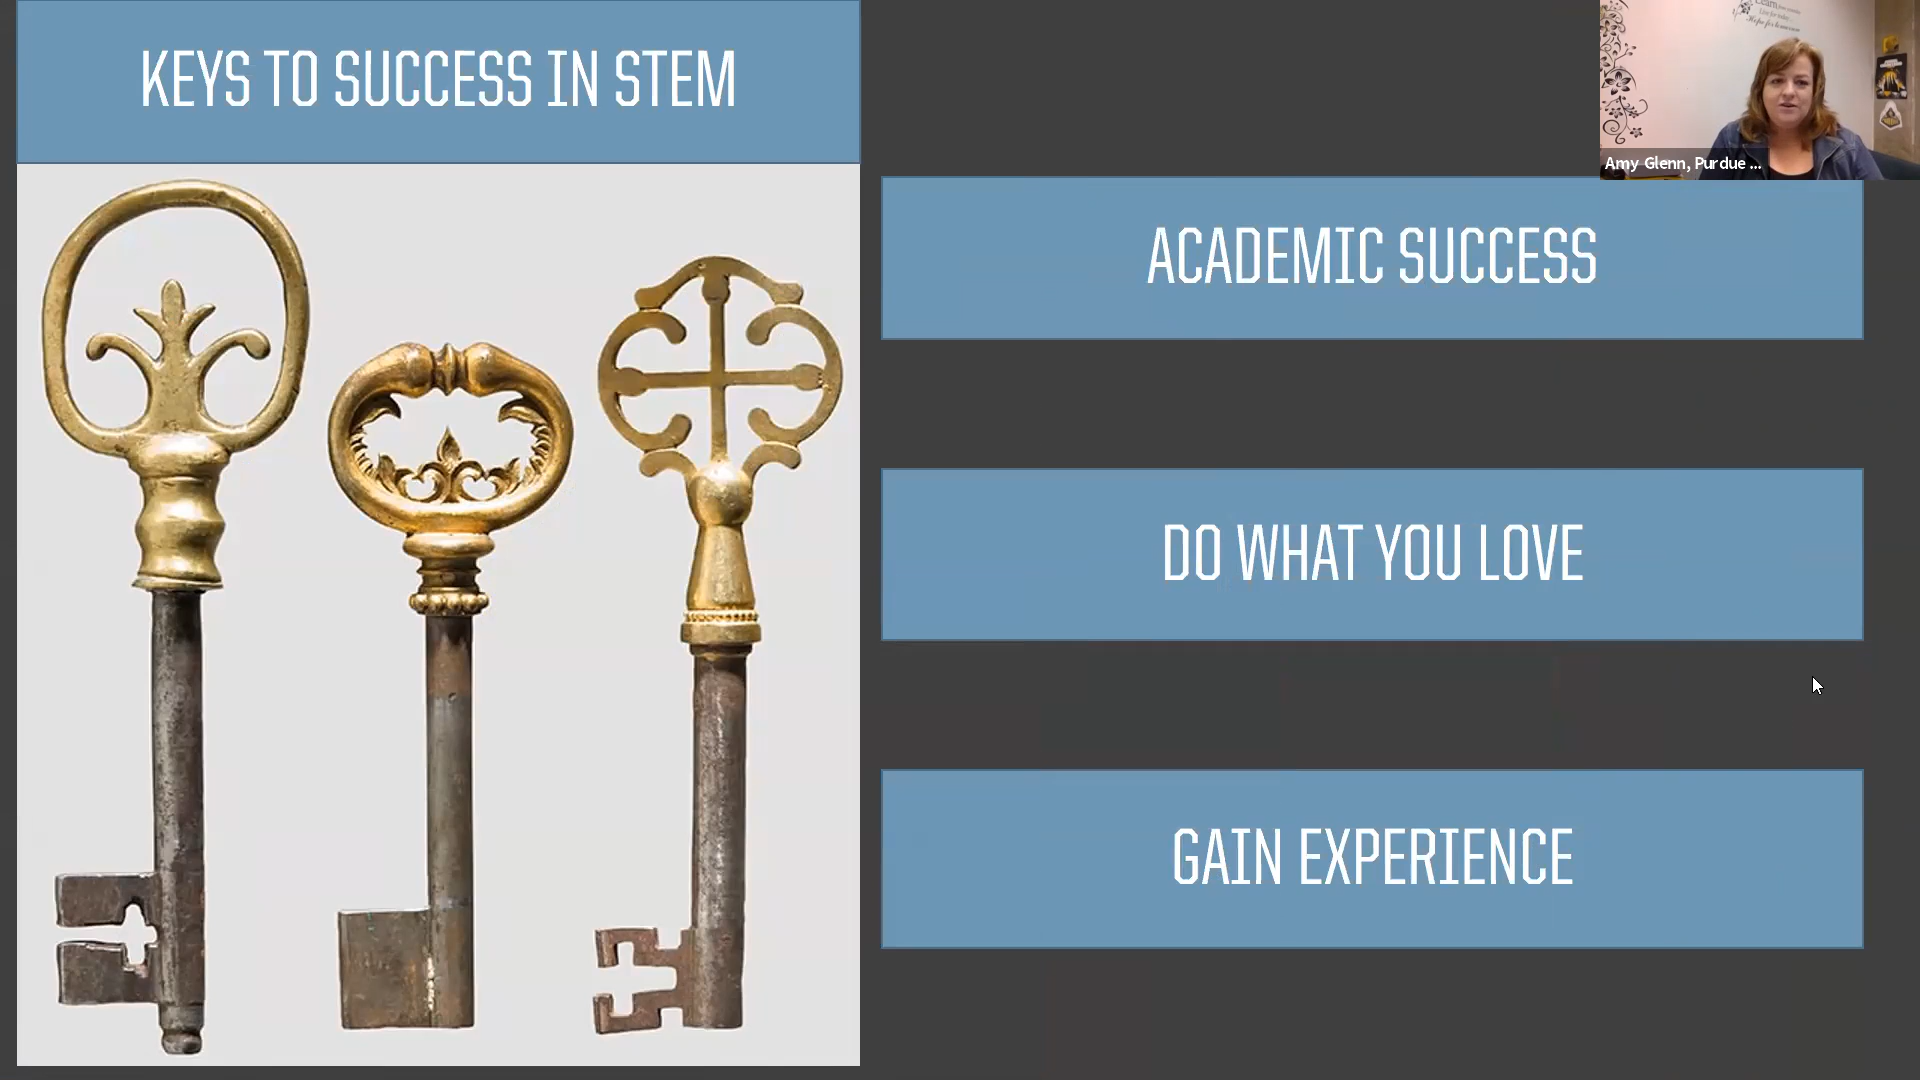 KEYS TO SUCCESS IN STEM
Amy Glenn, Purdue ...
ACADEMIC SUCCESS
DO WHAT YOU LOVE
GAIN EXPERIENCE